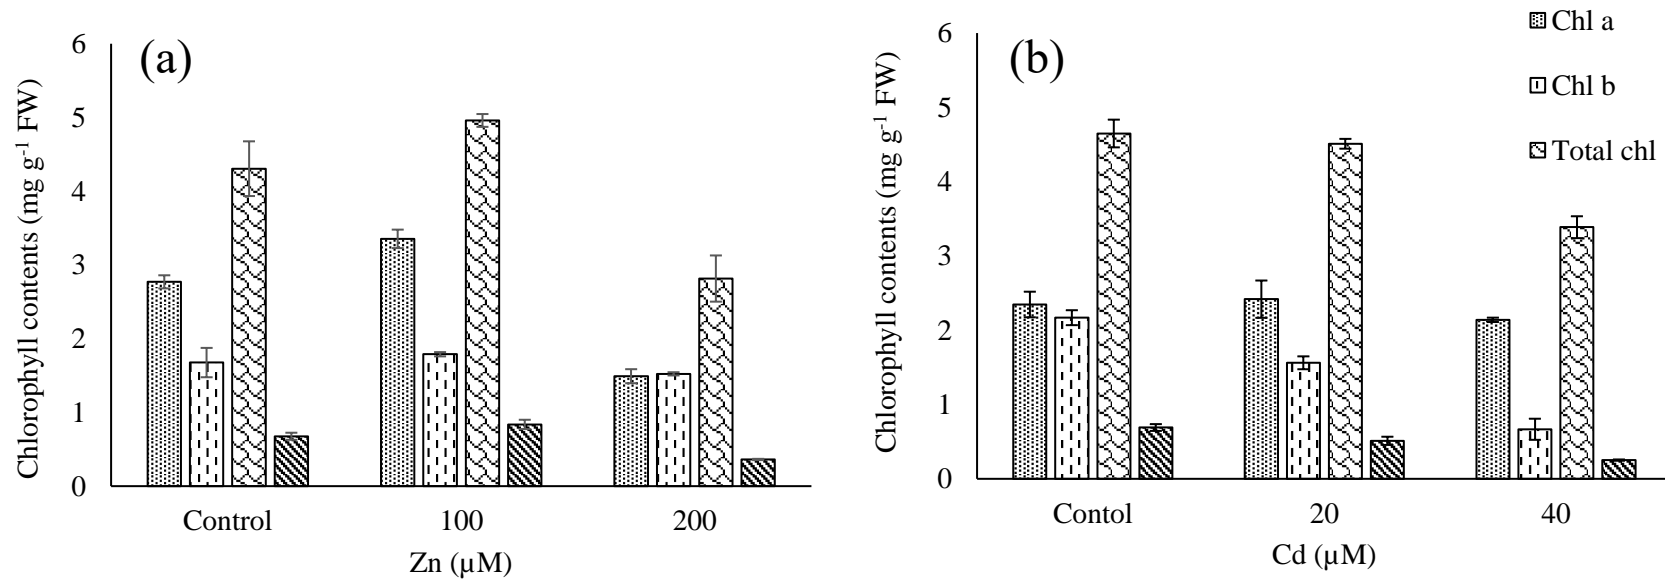 (a)
Chlorophyll contents (mg g-1 FW)
6
5
4
3
2
1
0
Control 100 200
Zn (µM)
(b)
Chlorophyll contents (mg g-1 FW)
6
5
4
3
2
1
0
Contol 20 40
Cd (µM)
Chl a
Chl b
Total chl